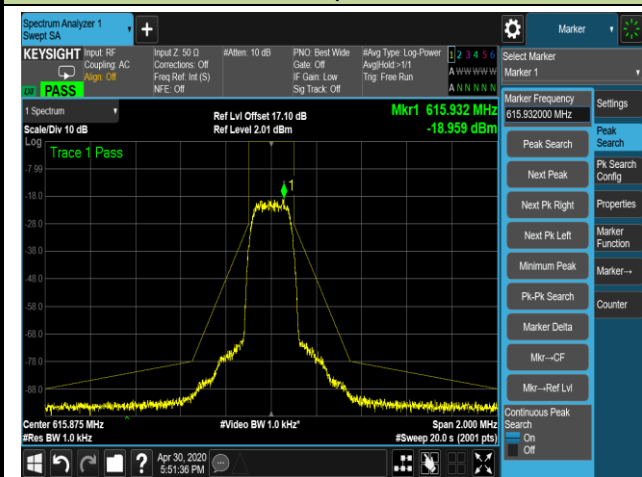 Spectrum Analyzer 1
Swept SA
Marker
KEYSIGHT
Input: RF
Coupling: AC
Align: Off
PASS
Input Z: 50 Ω
Corrections: Off
Freq Ref: Int (S)
NFE: Off
#Atten: 10 dB
PNO: Best Wide
Gate: Off
IF Gain: Low
Sig Track: Off
#Avg Type: Log-Power
Avg|Hold:>1/1
Trig: Free Run
1 2 3 4 5 6
A W W W W W
A N N N N N
Select Marker
Marker 1
1 Spectrum
Scale/Div 10 dB
Log
Ref Lvl Offset 17.10 dB
Ref Level 2.01 dBm
Mkr1 615.932 MHz
-18.959 dBm
Trace 1 Pass
1
-7.99
-18.0
-28.0
-38.0
-48.0
-58.0
-68.0
-78.0
-88.0
Center 615.875 MHz
#Res BW 1.0 kHz
#Video BW 1.0 kHz*
Span 2.000 MHz
#Sweep 20.0 s (2001 pts)
Marker Frequency
615.932000 MHz
Peak Search
Next Peak
Next Pk Right
Next Pk Left
Minimum Peak
Pk-Pk Search
Marker Delta
Mkr→CF
Mkr→Ref Lvl
Continuous Peak
Search
On
Off
Settings
Peak
Search
Pk Search
Config
Properties
Marker
Function
Marker→
Counter
Apr 30, 2020
5:51:36 PM